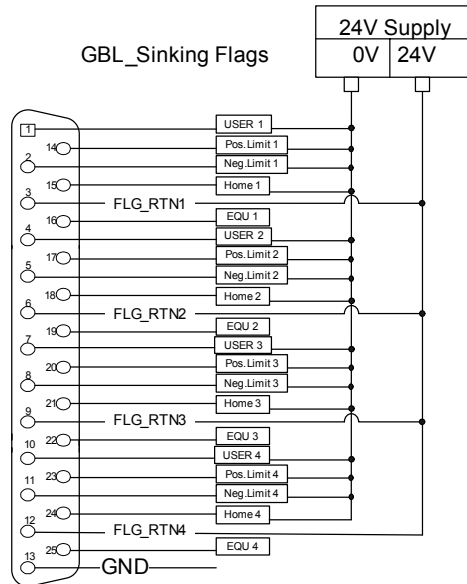 24V Supply
0V 24V
GBL_Sinking Flags
1 USER 1
14 Pos.Limit 1
2 Neg.Limit 1
15 Home 1
3 FLG_RTN1
16 EQU 1
4 USER 2
17 Pos.Limit 2
5 Neg.Limit 2
18 Home 2
6 FLG_RTN2
19 EQU 2
7 USER 3
20 Pos.Limit 3
8 Neg.Limit 3
21 Home 3
9 FLG_RTN3
22 EQU 3
10 USER 4
23 Pos.Limit 4
11 Neg.Limit 4
24 Home 4
12 FLG_RTN4
25 EQU 4
13 GND